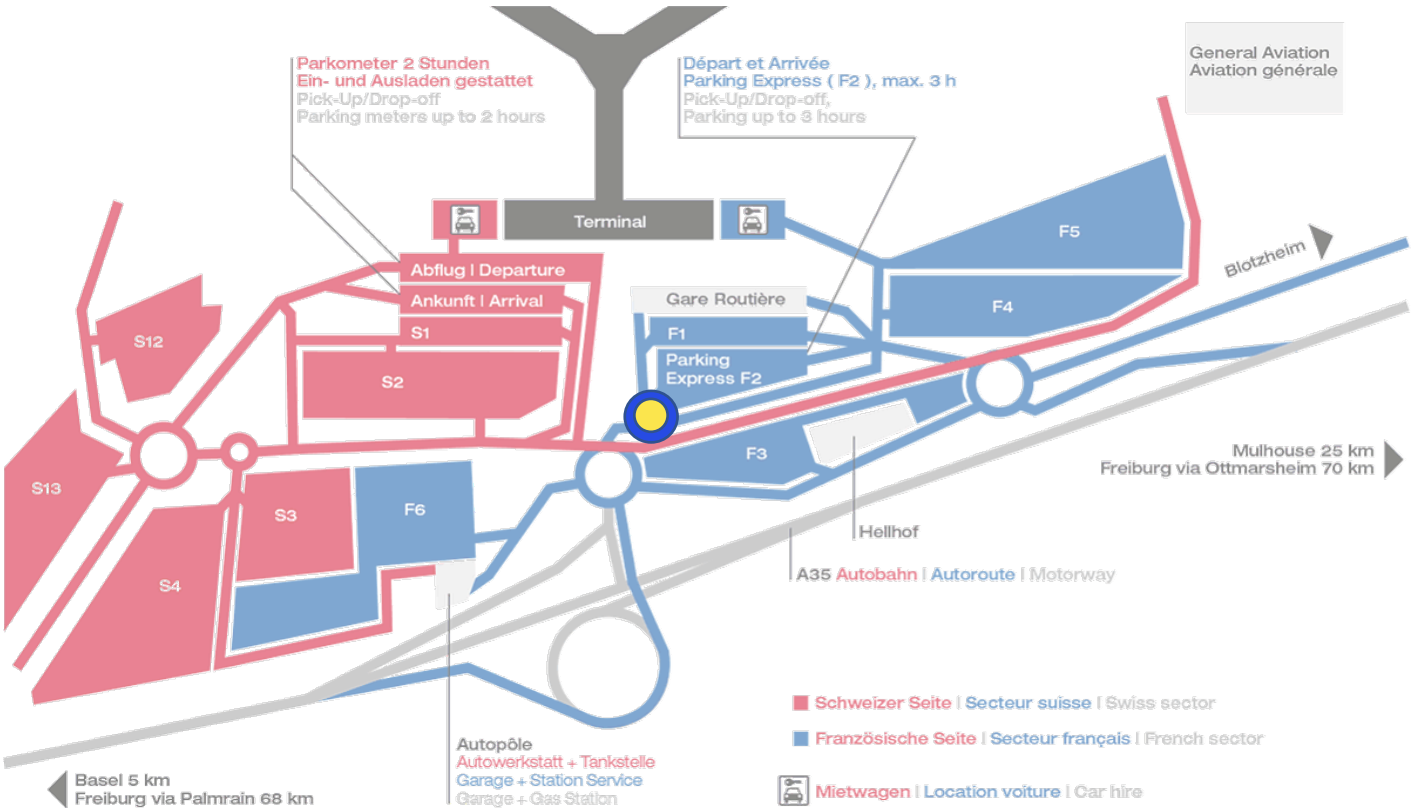 Parkometer 2 Stunden
Ein- und Ausladen gestattet
Pick-Up/Drop-off
Parking meters up to 2 hours
Départ et Arrivée
Parking Express ( F2 ), max. 3 h
Pick-Up/Drop-off,
Parking up to 3 hours
General Aviation
Aviation générale
Terminal
Abflug | Departure
Ankunft | Arrival
S1
S2
S12
S13
S3
S4
F6
Gare Routière
F1
Parking
Express F2
F5
F4
F3
Blotzheim
Mulhouse 25 km
Freiburg via Ottmarsheim 70 km
Hellhof
A35 Autobahn | Autoroute | Motorway
Autopôle
Autowerkstatt + Tankstelle
Garage + Station Service
Garage + Gas Station
Basel 5 km
Freiburg via Palmrain 68 km
Schweizer Seite | Secteur suisse | Swiss sector
Französische Seite | Secteur français | French sector
Mietwagen | Location voiture | Car hire